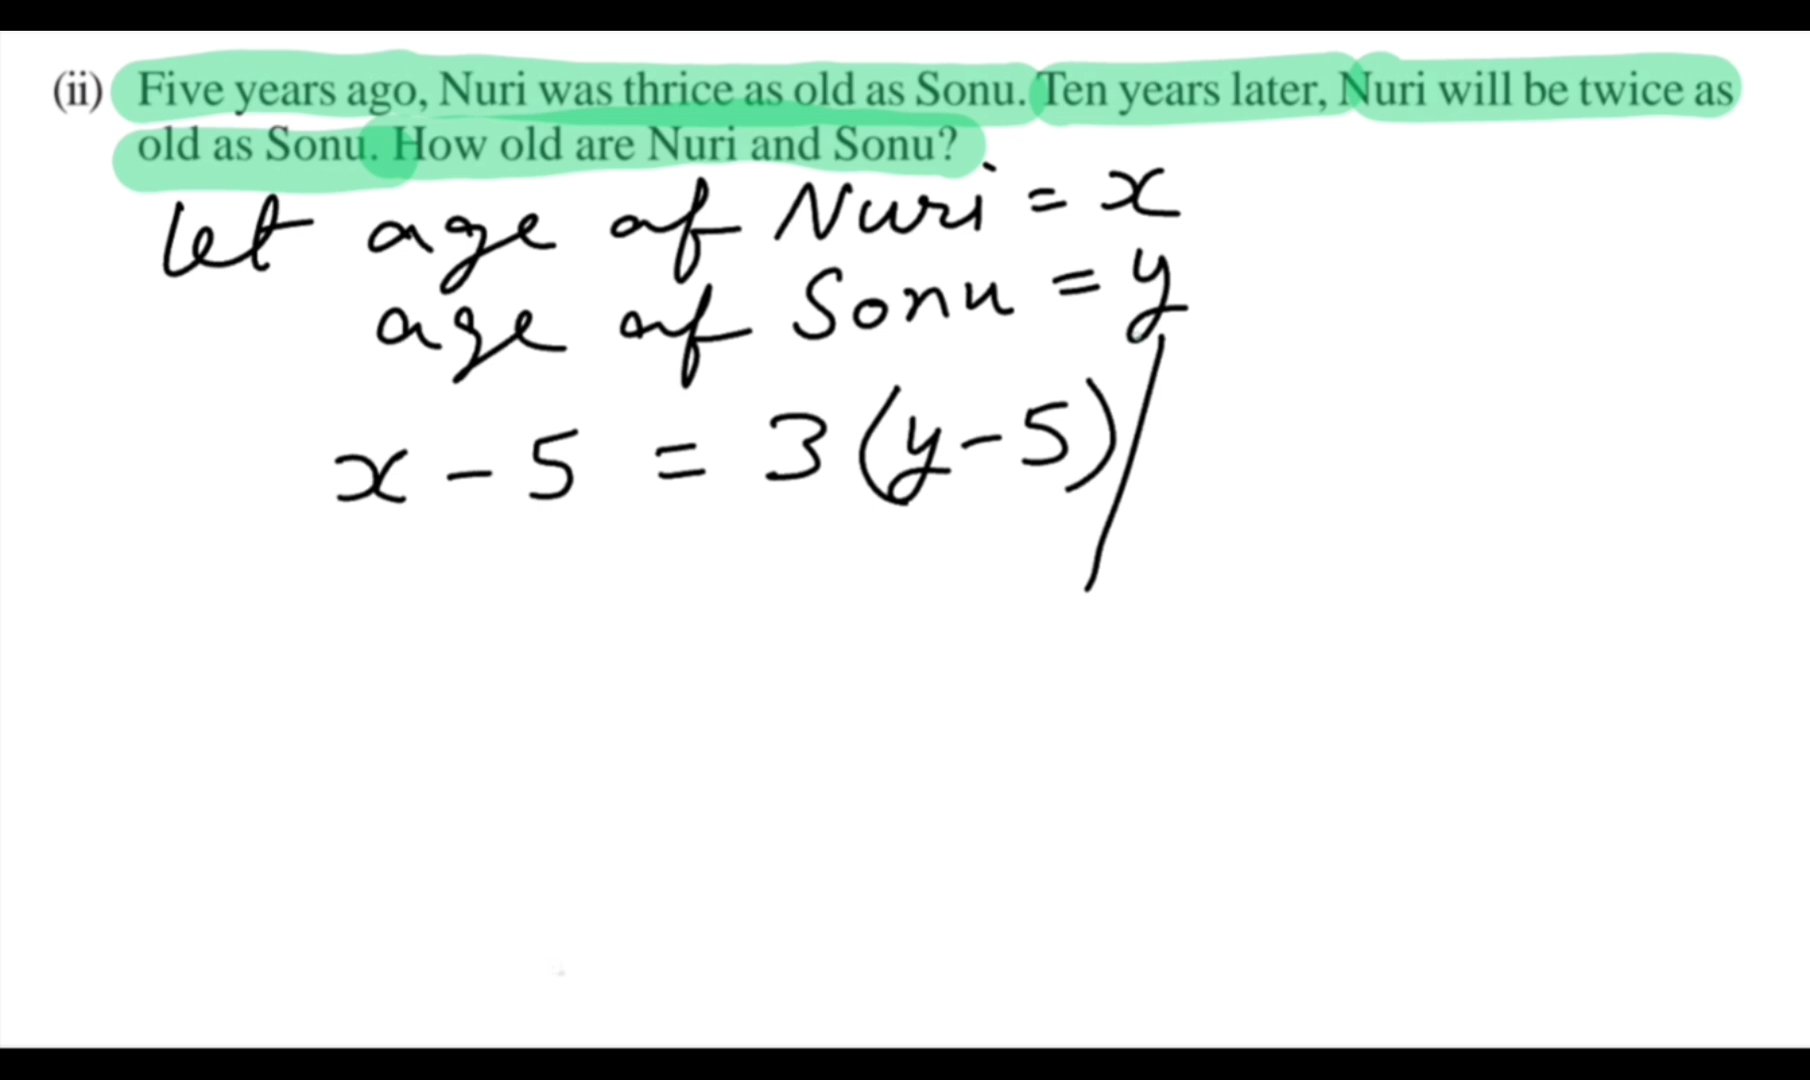 (ii) Five years ago, Nuri was thrice as old as Sonu. Ten years later, Nuri will be twice as
old as Sonu. How old are Nuri and Sonu?
let age of Nuri = x
age of Sonu = y
x - 5 = 3 (y - 5)